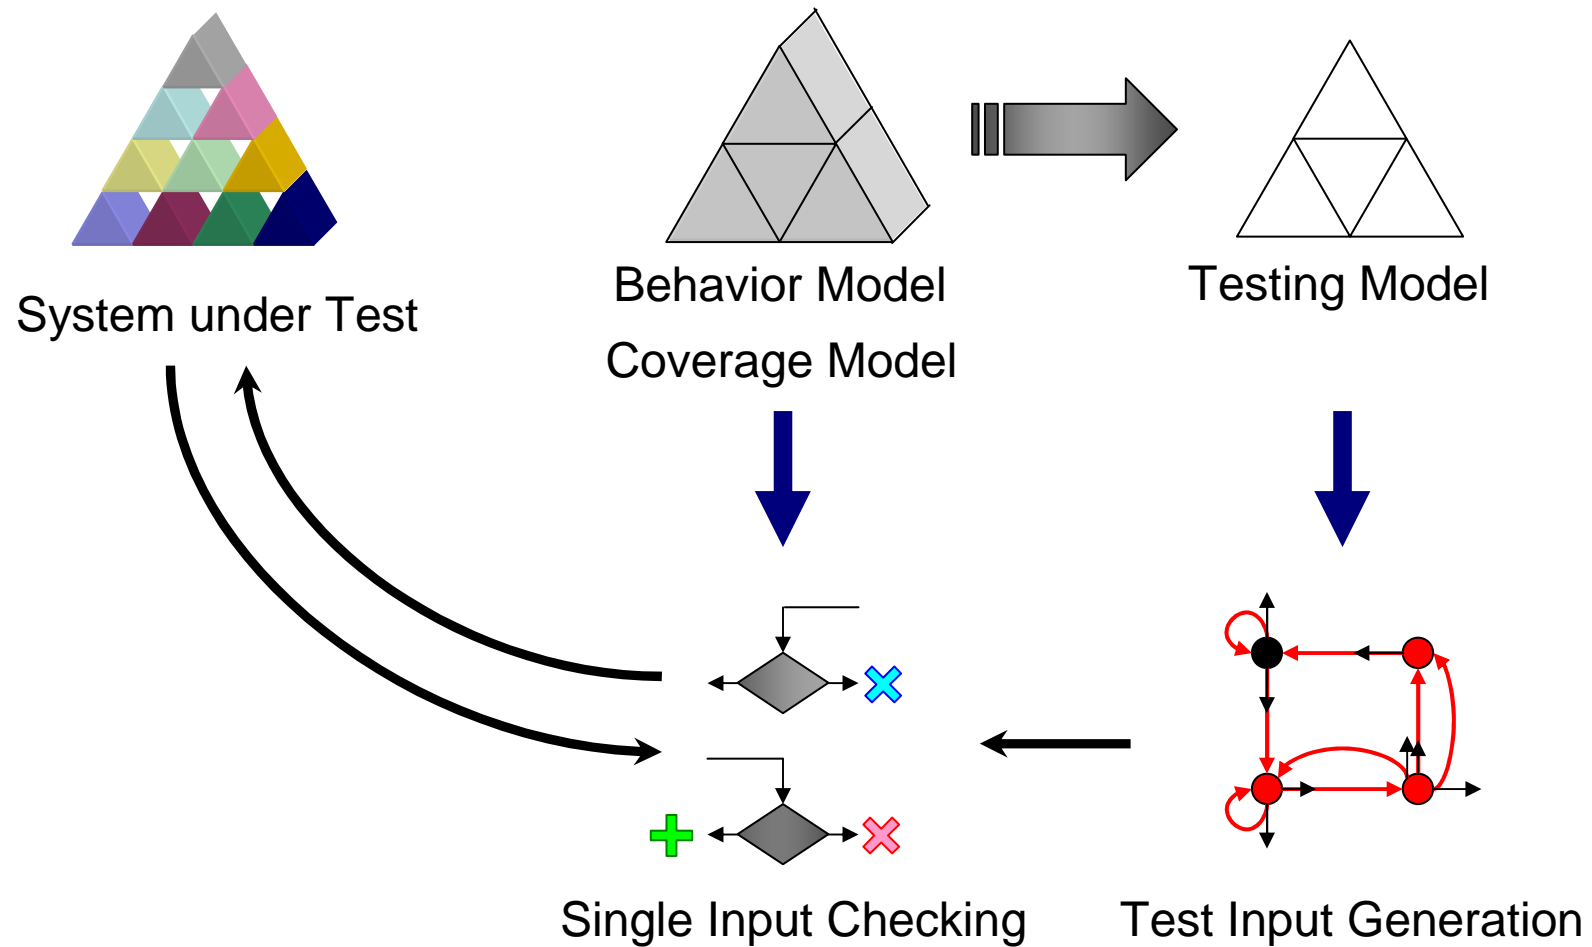 System under Test
Behavior Model
Coverage Model
Testing Model
Single Input Checking
Test Input Generation